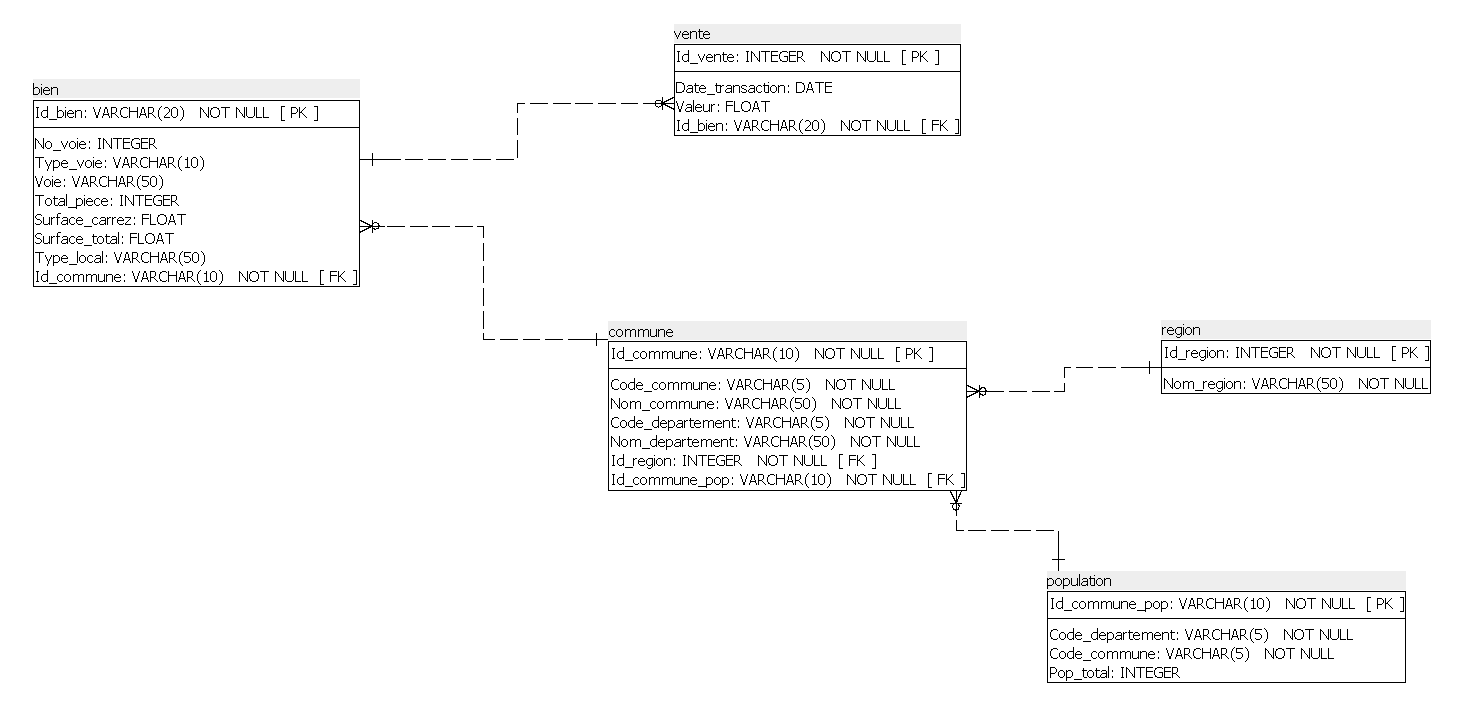 vente
Id_vente: INTEGER NOT NULL [ PK ]
Date_transaction: DATE
Valeur: FLOAT
Id_bien: VARCHAR(20) NOT NULL [ FK ]
bien
Id_bien: VARCHAR(20) NOT NULL [ PK ]
No_voie: INTEGER
Type_voie: VARCHAR(10)
Voie: VARCHAR(50)
Total_piece: INTEGER
Surface_carrez: FLOAT
Surface_total: FLOAT
Type_local: VARCHAR(50)
Id_commune: VARCHAR(10) NOT NULL [ FK ]
commune
Id_commune: VARCHAR(10) NOT NULL [ PK ]
Code_commune: VARCHAR(5) NOT NULL
Nom_commune: VARCHAR(50) NOT NULL
Code_departement: VARCHAR(5) NOT NULL
Nom_departement: VARCHAR(50) NOT NULL
Id_region: INTEGER NOT NULL [ FK ]
Id_commune_pop: VARCHAR(10) NOT NULL [ FK ]
region
Id_region: INTEGER NOT NULL [ PK ]
Nom_region: VARCHAR(50) NOT NULL
population
Id_commune_pop: VARCHAR(10) NOT NULL [ PK ]
Code_departement: VARCHAR(5) NOT NULL
Code_commune: VARCHAR(5) NOT NULL
Pop_total: INTEGER